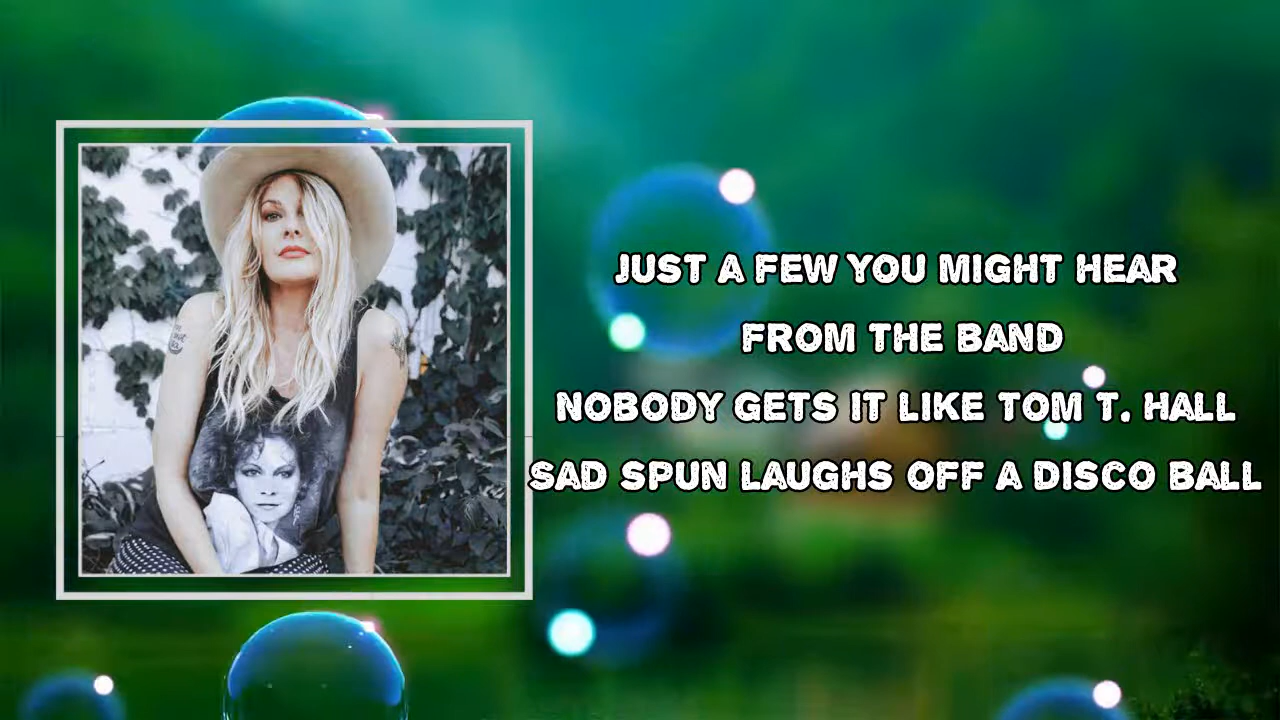 JUST A FEW YOU MIGHT HEAR
FROM THE BAND
NOBODY GETS IT LIKE TOM T. HALL
SAD SPUN LAUGHS OFF A DISCO BALL